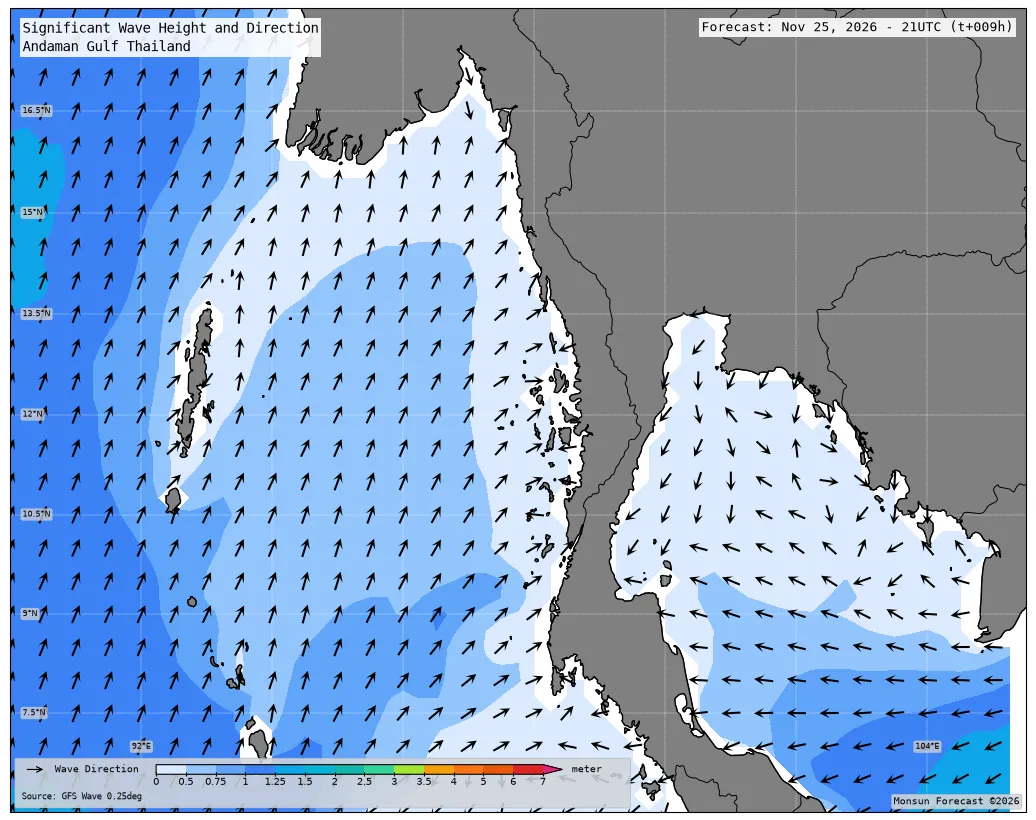 Significant Wave Height and Direction
Andaman Gulf Thailand
Forecast: Nov 25, 2026 - 21UTC (t+009h)
16.5°N
15°N
13.5°N
12°N
10.5°N
9°N
7.5°N
92°E
104°E
Wave Direction
meter
0.5 0.75 1 1.25 1.5 2 2.5 3 3.5 4 5 6 7
Source: GFS Wave 0.25deg
Monsun Forecast ©2026